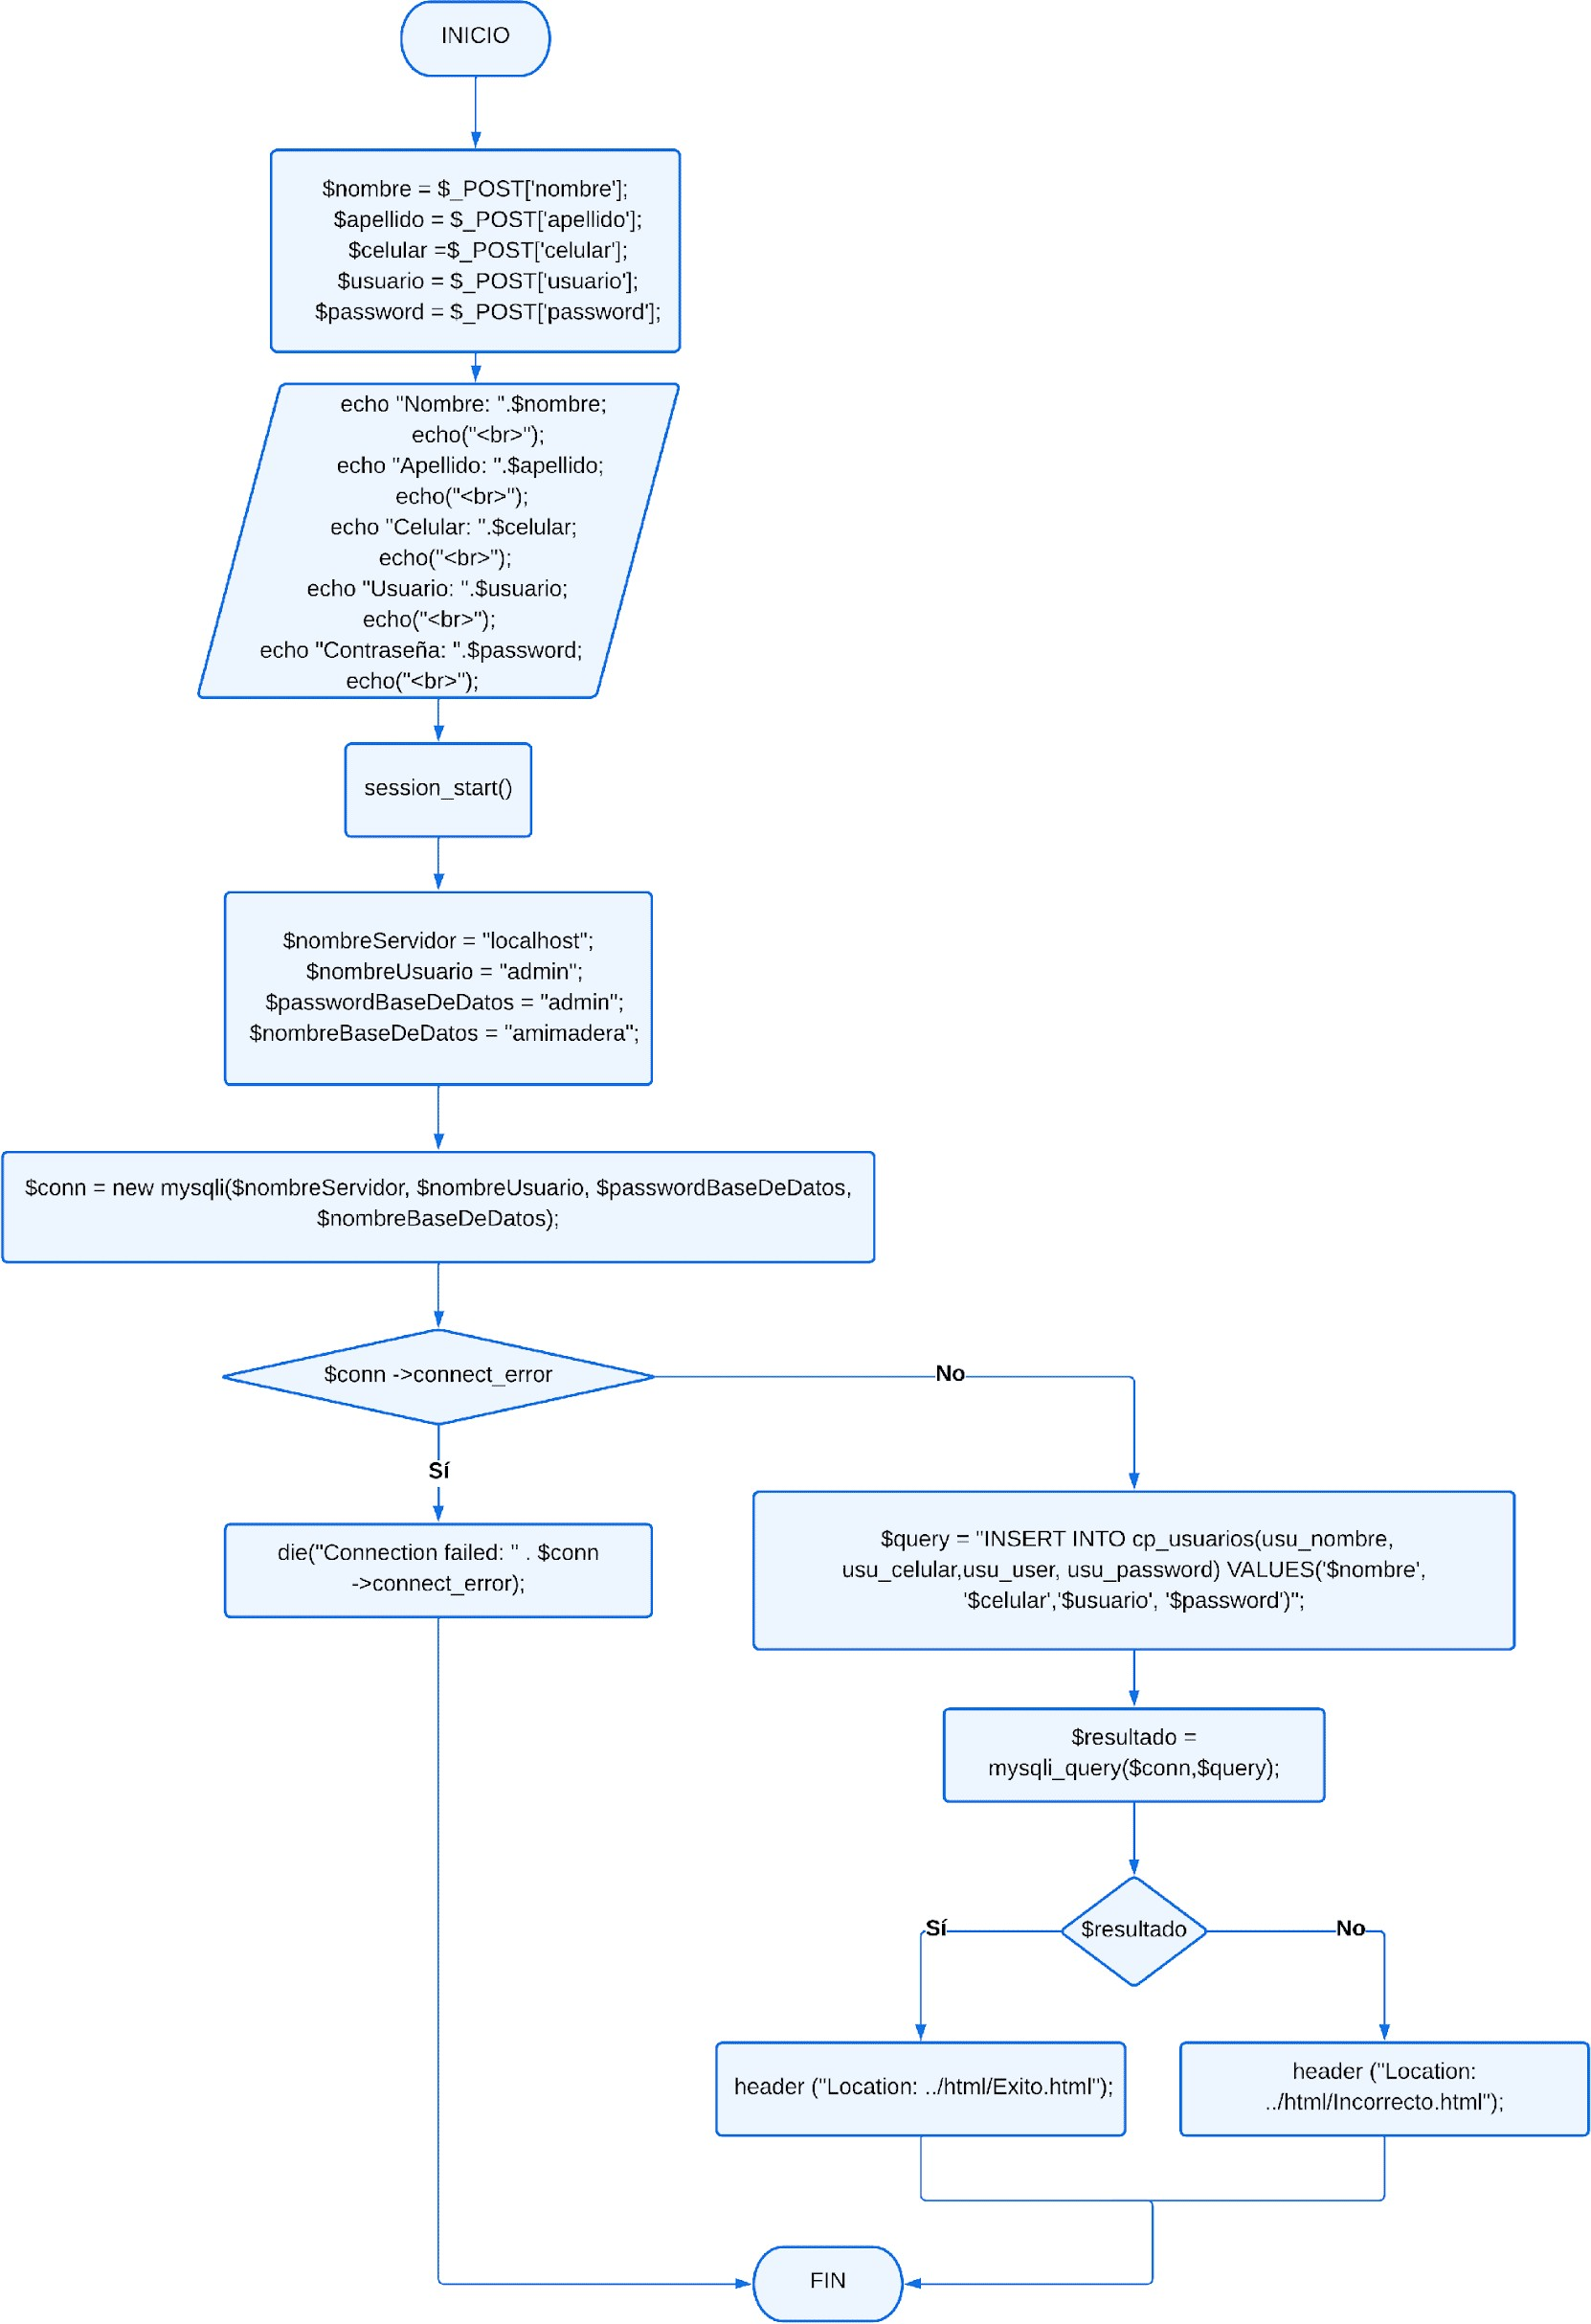 INICIO
$nombre = $_POST['nombre'];
$apellido = $_POST['apellido'];
$celular =$_POST['celular'];
$usuario = $_POST['usuario'];
$password = $_POST['password'];
echo "Nombre: ".$nombre;
echo("<br>");
echo "Apellido: ".$apellido;
echo("<br>");
echo "Celular: ".$celular;
echo("<br>");
echo "Usuario: ".$usuario;
echo("<br>");
echo "Contraseña: ".$password;
echo("<br>");
session_start()
$nombreServidor = "localhost";
$nombreUsuario = "admin";
$passwordBaseDeDatos = "admin";
$nombreBaseDeDatos = "amimadera";
$conn = new mysqli($nombreServidor, $nombreUsuario, $passwordBaseDeDatos,
$nombreBaseDeDatos);
$conn ->connect_error
No
Sí
die("Connection failed: " . $conn
->connect_error);
$query = "INSERT INTO cp_usuarios(usu_nombre,
usu_celular,usu_user, usu_password) VALUES('$nombre',
'$celular','$usuario', '$password')";
$resultado =
mysqli_query($conn,$query);
$resultado
Sí
No
header ("Location: ../html/Exito.html");
header ("Location:
../html/Incorrecto.html");
FIN